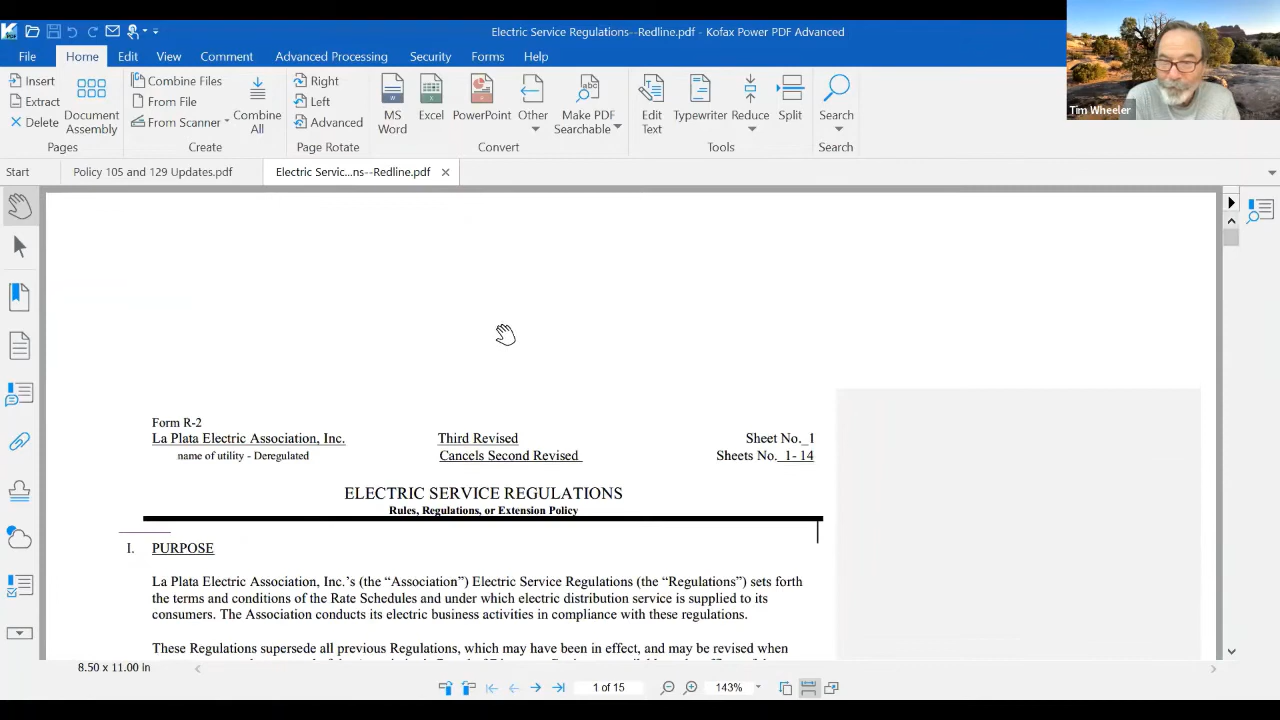 Electric Service Regulations--Redline.pdf - Kofax Power PDF Advanced
File Home Edit View Comment Advanced Processing Security Forms Help
Insert
Extract
Delete
Document Assembly
Pages
Combine Files
From File
From Scanner
Combine All
Create
Right
Left
Advanced
Page Rotate
MS Word
Excel
PowerPoint
Other
Make PDF Searchable
Convert
Edit Text
Typewriter
Reduce
Split
Tools
Search
Search
Tim Wheeler
Start
Policy 105 and 129 Updates.pdf
Electric Servic...ns--Redline.pdf
Form R-2
La Plata Electric Association, Inc. Third Revised Sheet No. 1
name of utility - Deregulated Cancels Second Revised Sheets No. 1- 14
ELECTRIC SERVICE REGULATIONS
Rules, Regulations, or Extension Policy
I. PURPOSE
La Plata Electric Association, Inc.'s (the “Association”) Electric Service Regulations (the “Regulations”) sets forth
the terms and conditions of the Rate Schedules and under which electric distribution service is supplied to its
consumers. The Association conducts its electric business activities in compliance with these regulations.
These Regulations supersede all previous Regulations, which may have been in effect, and may be revised when
8.50 x 11.00 in
1 of 15
143%